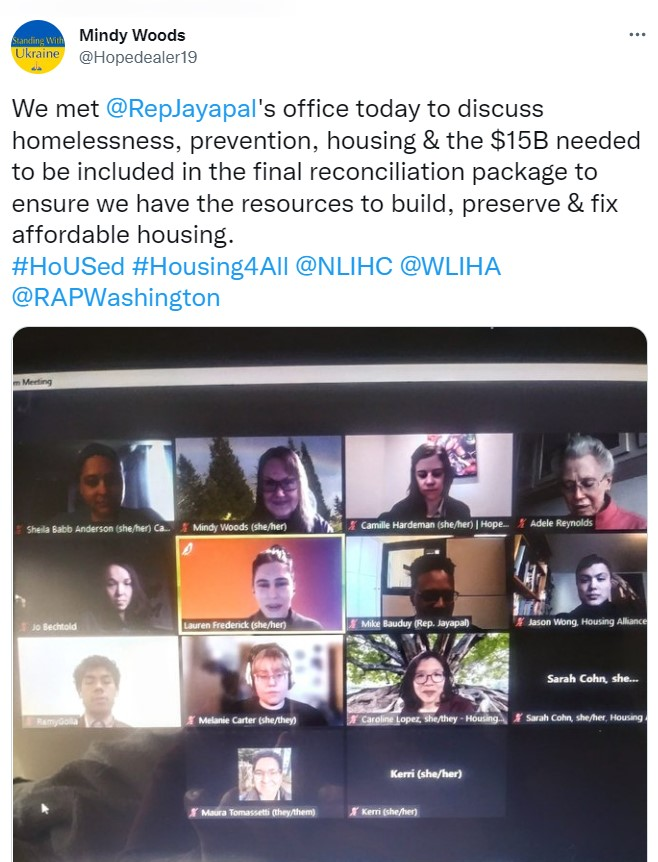 Standing With
Ukraine
Mindy Woods
@Hopedealer19
We met @RepJayapal's office today to discuss
homelessness, prevention, housing & the $15B needed
to be included in the final reconciliation package to
ensure we have the resources to build, preserve & fix
affordable housing.
#HoUSed #Housing4All @NLIHC @WLIHA
@RAPWashington
m Meeting
Sheila Babb Anderson (she/her) Ca...
Mindy Woods (she/her)
Camille Hardeman (she/her) | Hope...
Adele Reynolds
Jo Bechtold
Lauren Frederick (she/her)
Mike Bauduy (Rep. Jayapal)
Jason Wong, Housing Alliance
RemyGolla
Melanie Carter (she/they)
Caroline Lopez, she/they - Housing...
Sarah Cohn, she...
Sarah Cohn, she/her, Housing
Maura Tomassetti (they/them)
Kerri (she/her)
Kerri (she/her)